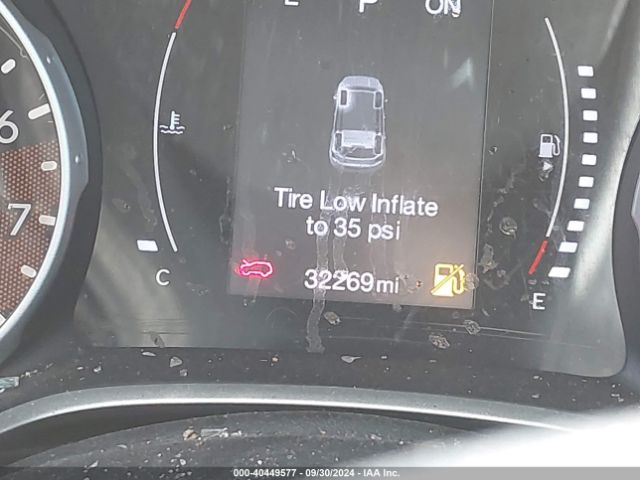 E P ON
6
7
Tire Low Inflate
to 35 psi
C
32269mi
E
000-40449577 - 09/30/2024 - IAA Inc.